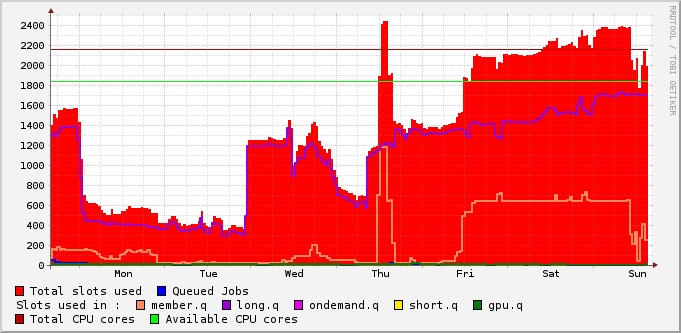 2400
2200
2000
1800
1600
1400
1200
1000
800
600
400
200
0
Mon Tue Wed Thu Fri Sat Sun
RRDTOOL / TOBI OETIKER
Total slots used Queued Jobs
Slots used in : member.q long.q ondemand.q short.q gpu.q
Total CPU cores Available CPU cores